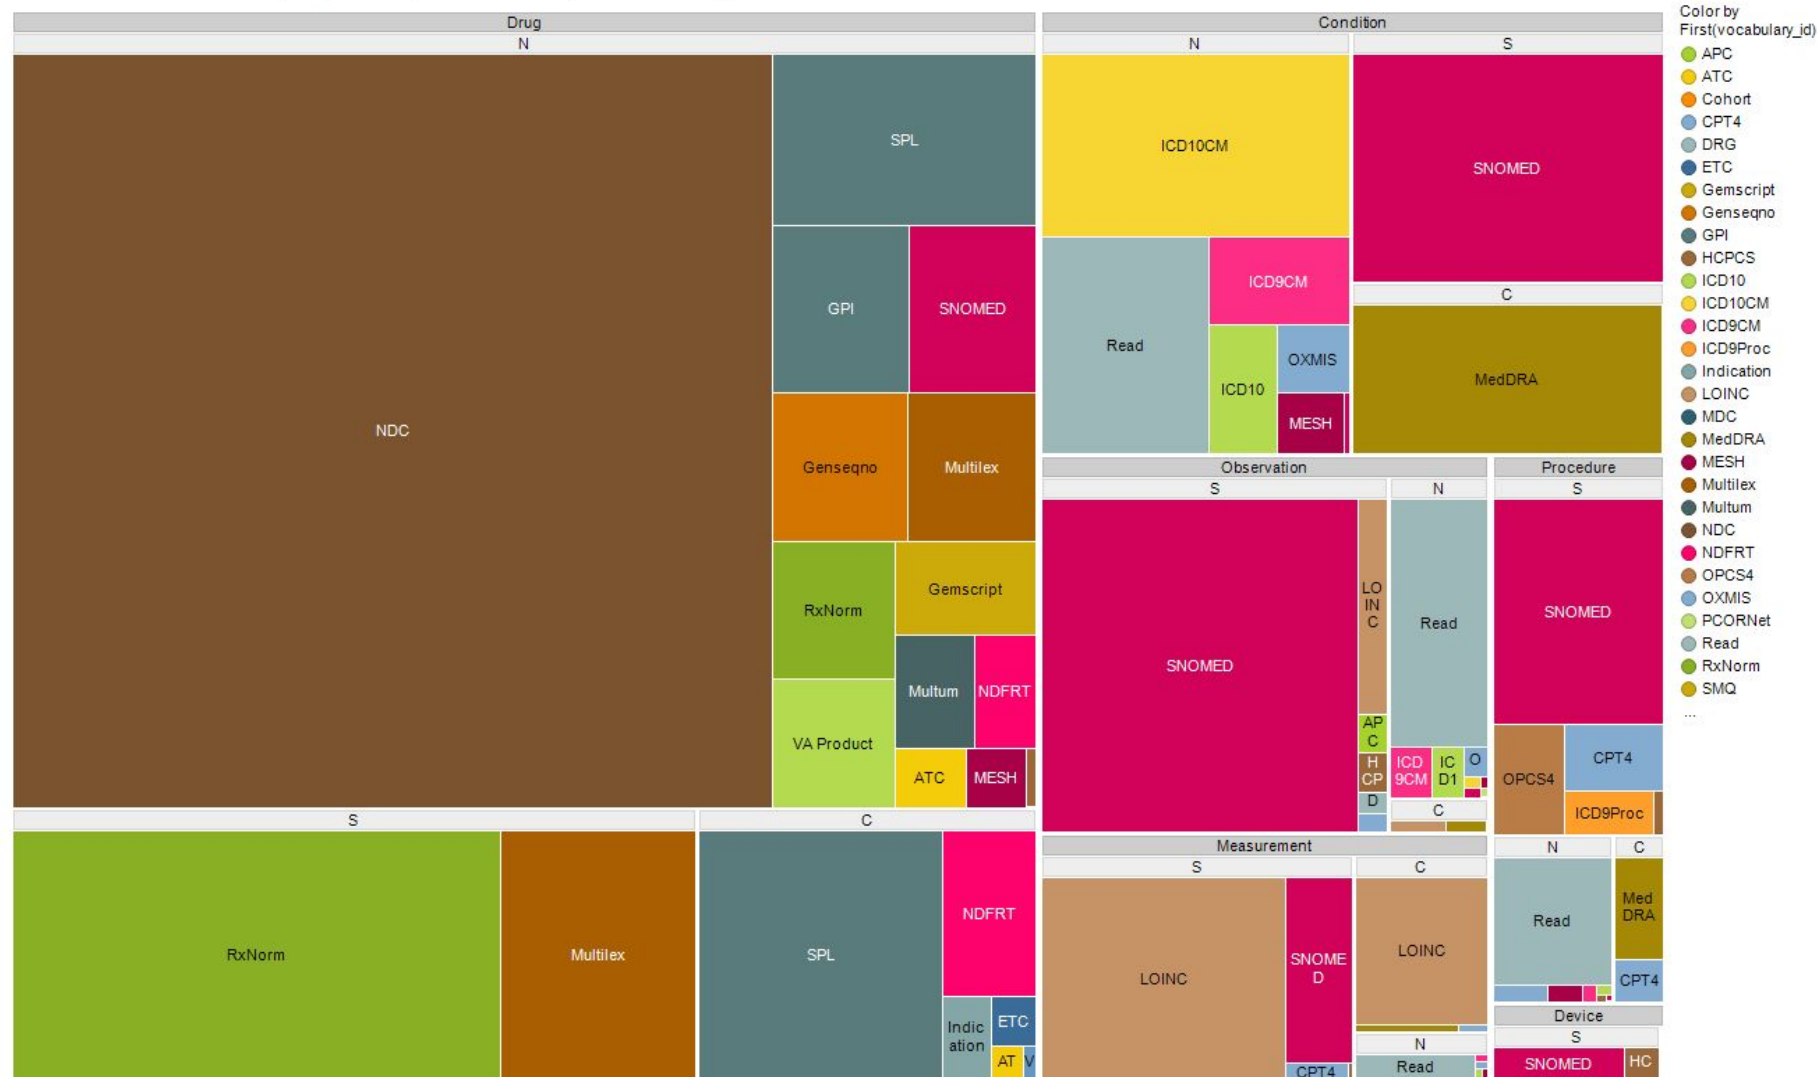 Drug
N
NDC
SPL
GPI
SNOMED
Genseqno
Multilex
RxNorm
Gemscript
Multum
NDFRT
VA Product
ATC
MESH
S
RxNorm
Multilex
C
SPL
NDFRT
Indic
ation
ETC
AT
V
Condition
N
ICD10CM
Read
ICD9CM
ICD10
OXMIS
MESH
S
SNOMED
C
MedDRA
Observation
S
SNOMED
LO
IN
C
AP
C
H
CP
D
N
Read
ICD
9CM
IC
D1
O
C
Measurement
S
LOINC
SNOME
D
CPT4
C
LOINC
N
Read
Procedure
S
SNOMED
OPCS4
CPT4
ICD9Proc
N
Read
C
Med
DRA
CPT4
Device
S
SNOMED
HC
Color by
First(vocabulary_id)
APC
ATC
Cohort
CPT4
DRG
ETC
Gemscript
Genseqno
GPI
HCPCS
ICD10
ICD10CM
ICD9CM
ICD9Proc
Indication
LOINC
MDC
MedDRA
MESH
Multilex
Multum
NDC
NDFRT
OPCS4
OXMIS
PCORNet
Read
RxNorm
SMQ
...